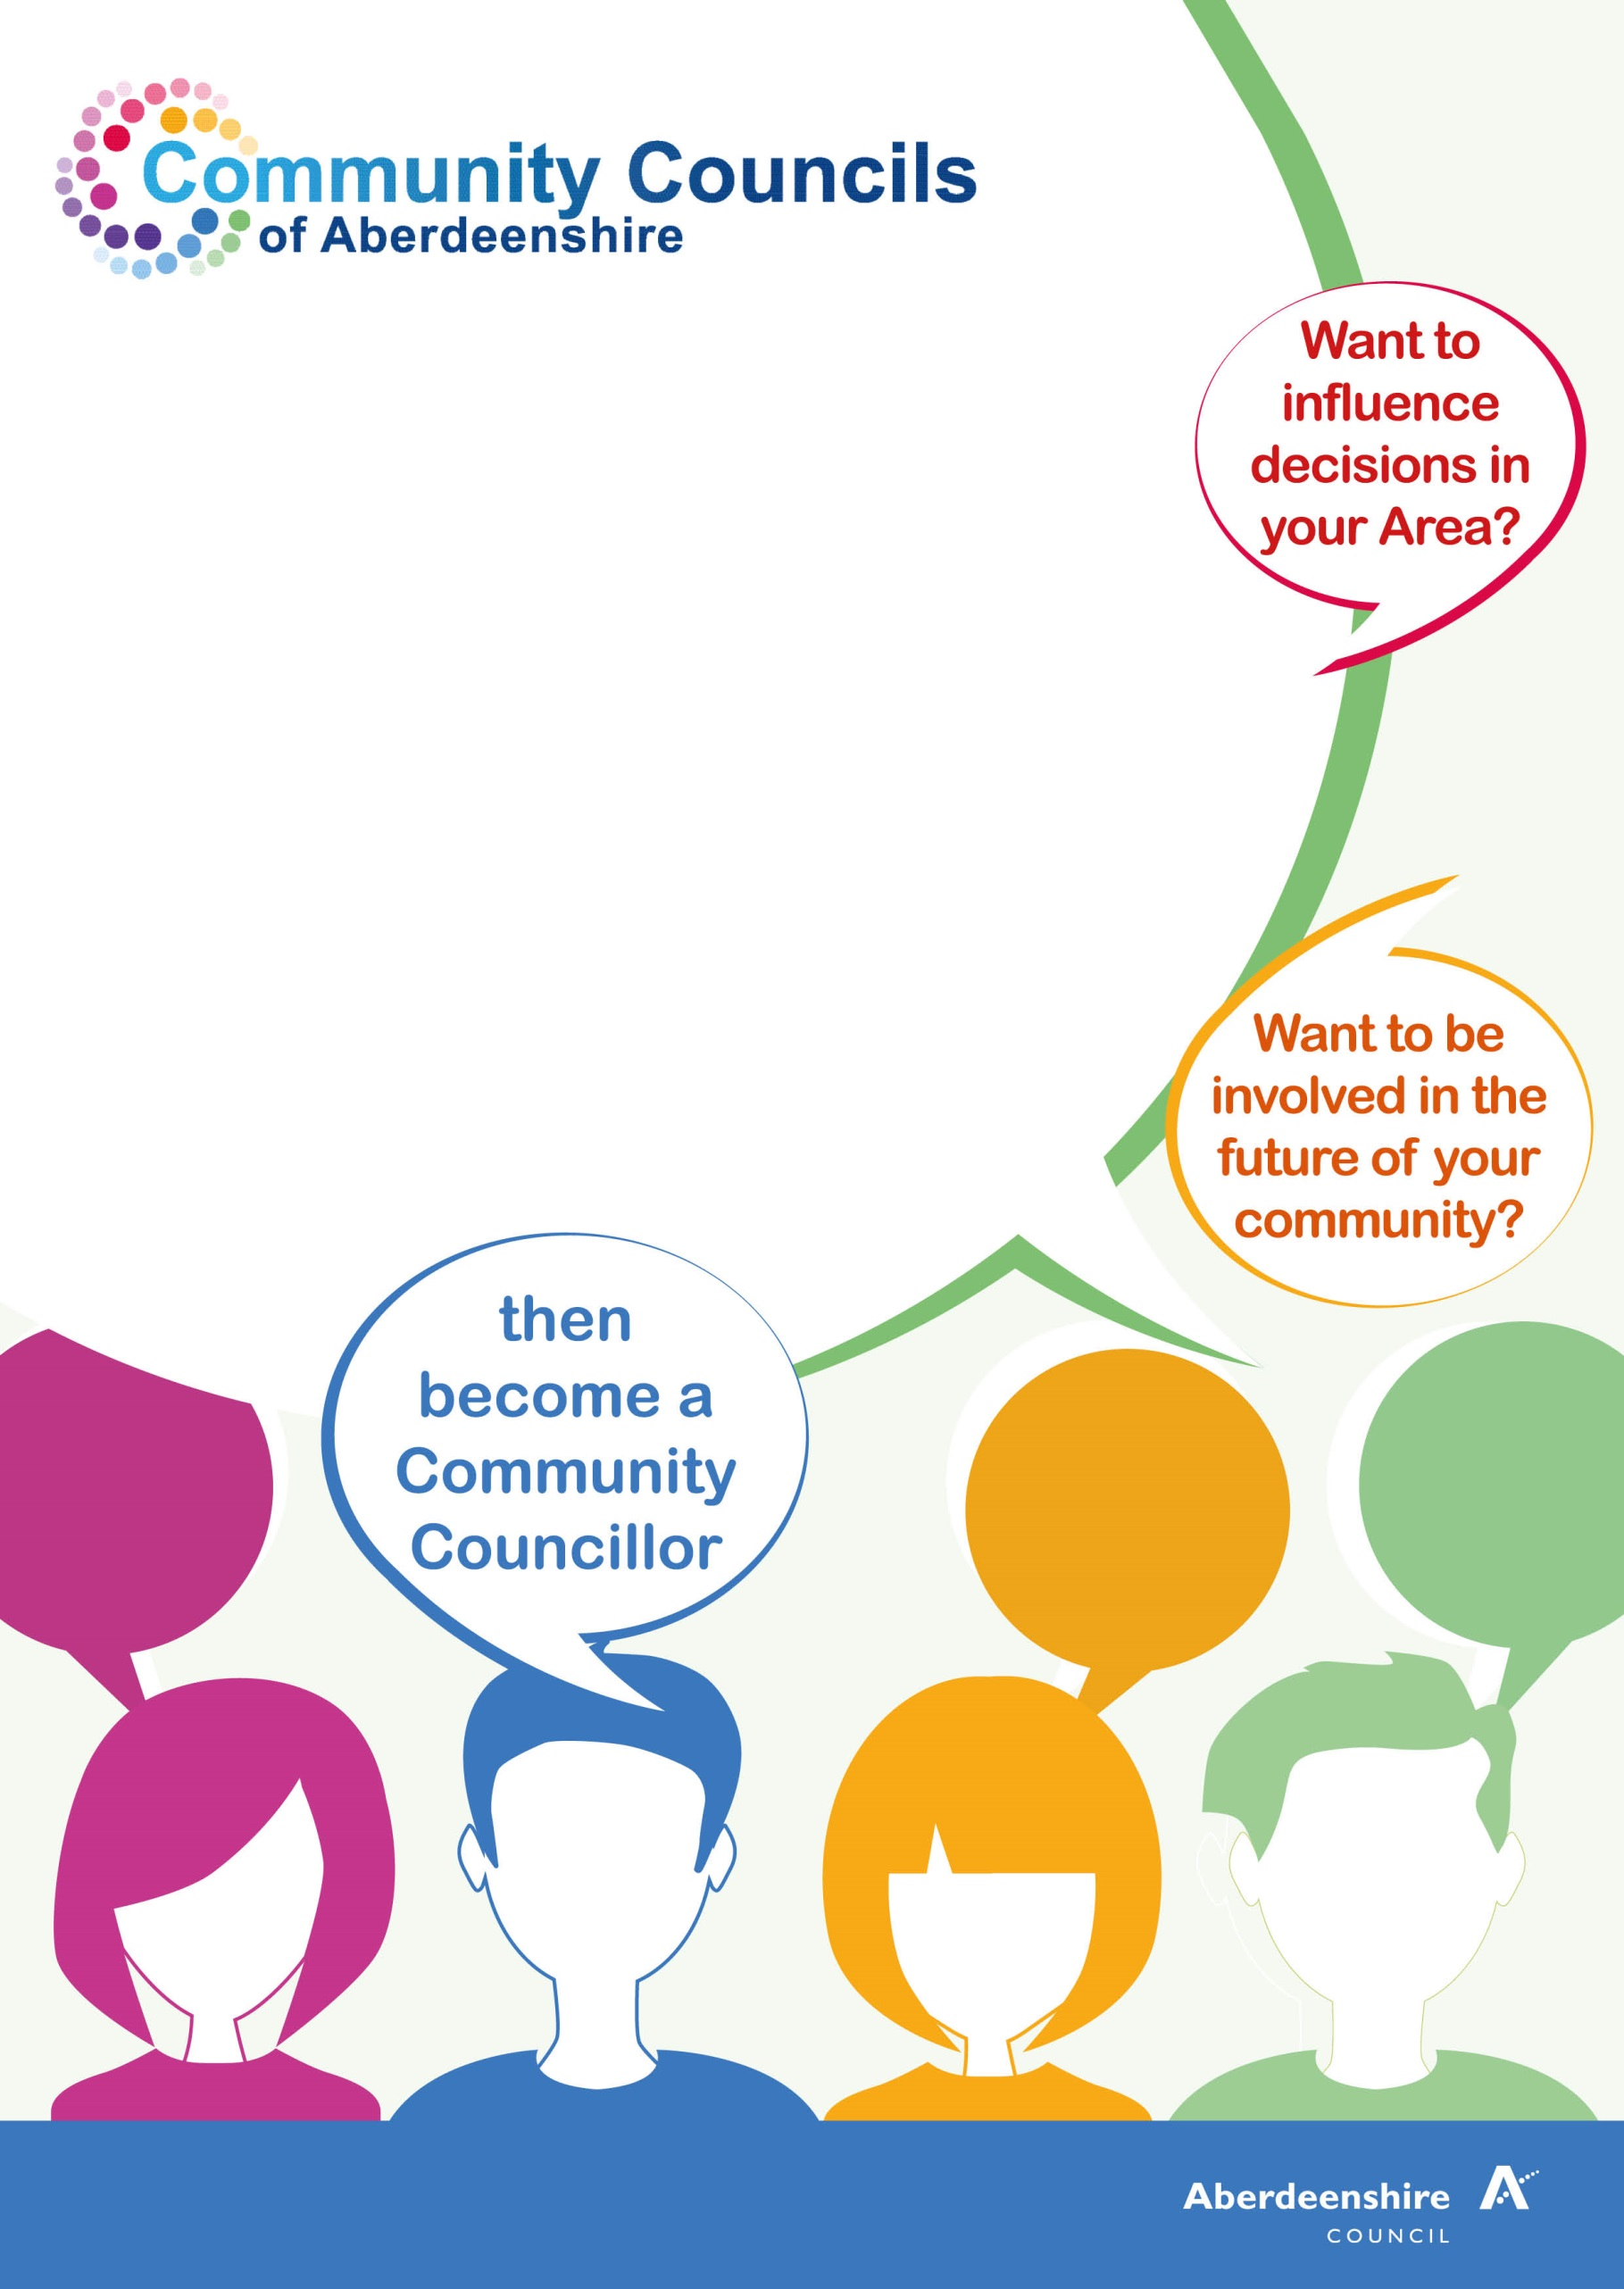 Community Councils
of Aberdeenshire
Want to
influence
decisions in
your Area?
Want to be
involved in the
future of your
community?
then
become a
Community
Councillor
Aberdeenshire
COUNCIL